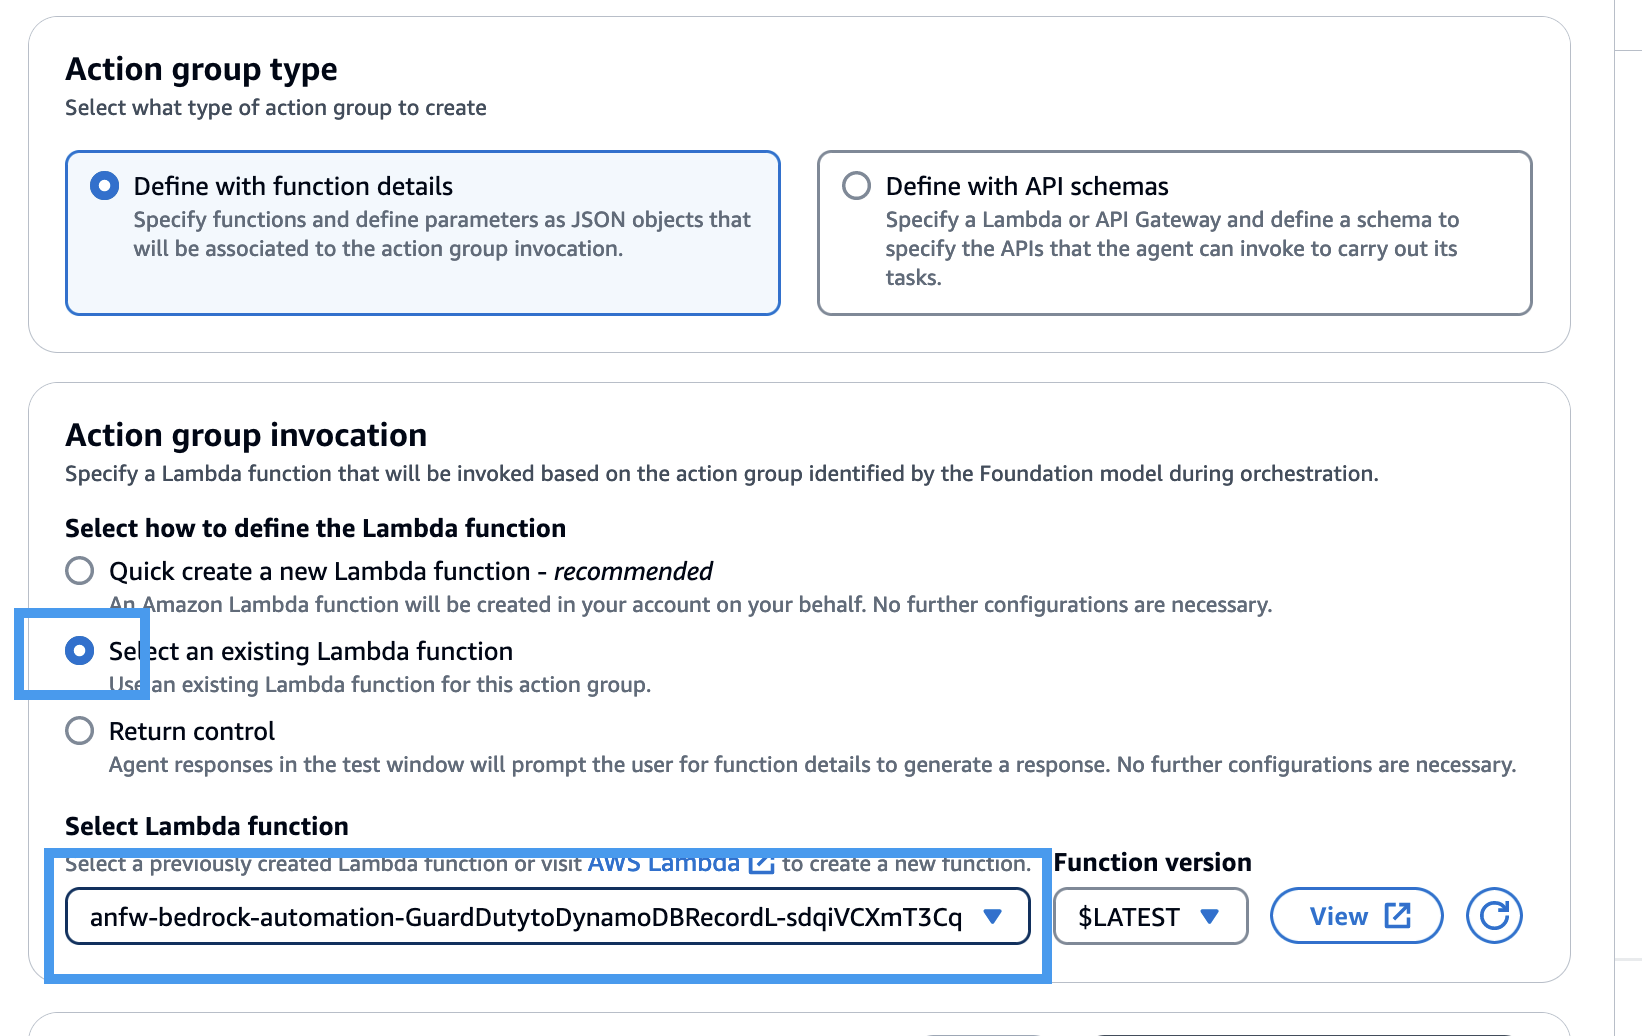 Action group type
Select what type of action group to create
Define with function details
Specify functions and define parameters as JSON objects that
will be associated to the action group invocation.
Define with API schemas
Specify a Lambda or API Gateway and define a schema to
specify the APIs that the agent can invoke to carry out its
tasks.
Action group invocation
Specify a Lambda function that will be invoked based on the action group identified by the Foundation model during orchestration.
Select how to define the Lambda function
Quick create a new Lambda function - recommended
An Amazon Lambda function will be created in your account on your behalf. No further configurations are necessary.
Select an existing Lambda function
Use an existing Lambda function for this action group.
Return control
Agent responses in the test window will prompt the user for function details to generate a response. No further configurations are necessary.
Select Lambda function
Select a previously created Lambda function or visit AWS Lambda to create a new function.
Function version
anfw-bedrock-automation-GuardDutytoDynamoDBRecordL-sdqiVCXmT3Cq
$LATEST
View